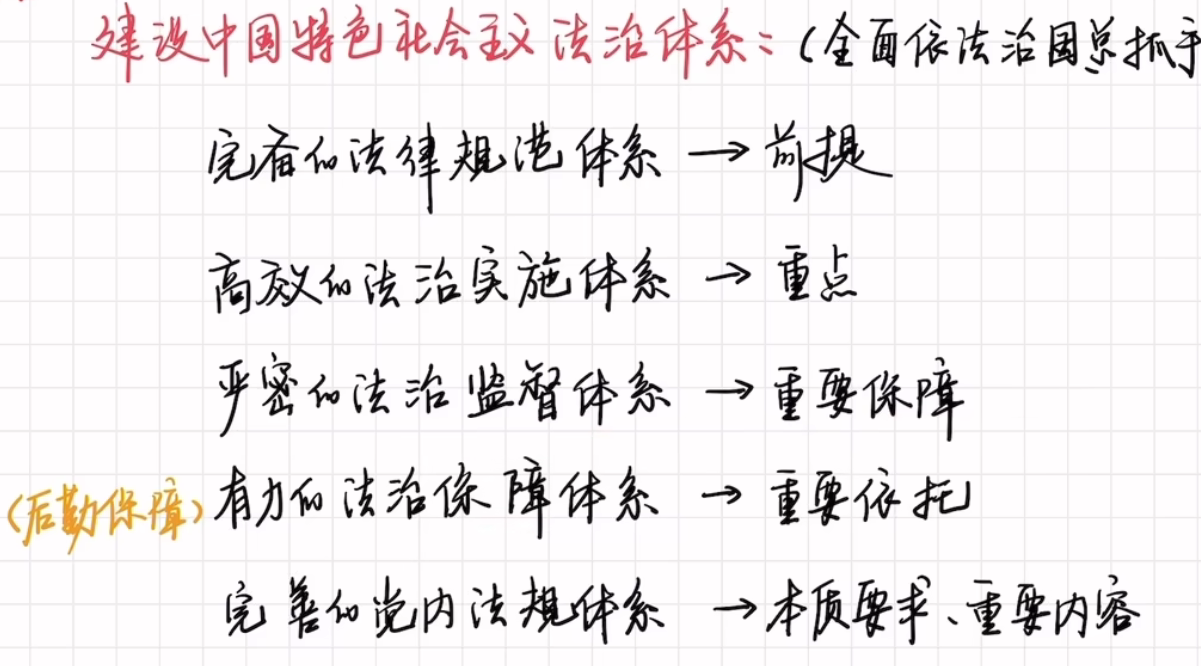 建设中国特色社会主义法治体系：（全面依法治国总抓手
完备的法律规范体系 → 前提
高效的法治实施体系 → 重点
严密的法治监督体系 → 重要保障
（后勤保障）有力的法治保障体系 → 重要依托
完善的党内法规体系 → 本质要求、重要内容